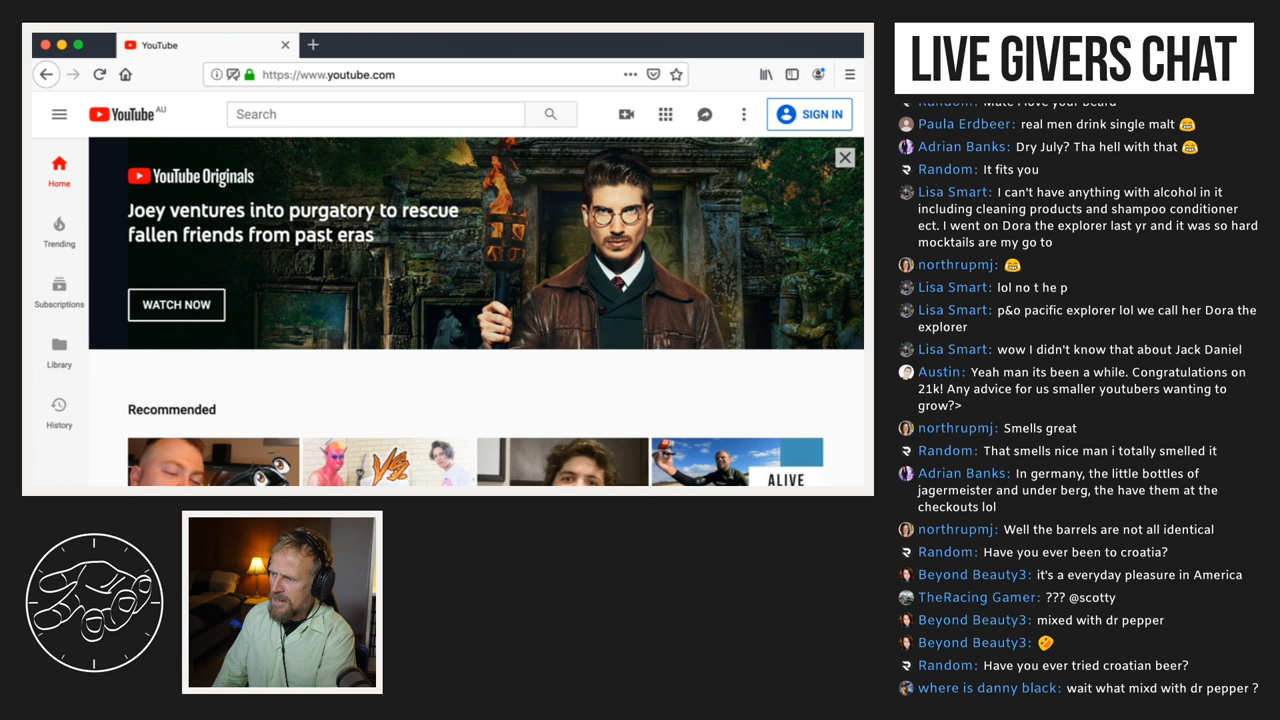 YouTube
https://www.youtube.com
YouTube AU
Search
SIGN IN
Home
Trending
Subscriptions
Library
History
YouTube Originals
Joey ventures into purgatory to rescue
fallen friends from past eras
WATCH NOW
Recommended
VS
ALIVE
LIVE GIVERS CHAT
Random: Mate I love your beard
Paula Erdbeer: real men drink single malt 😂
Adrian Banks: Dry July? Tha hell with that 😂
Random: It fits you
Lisa Smart: I can't have anything with alcohol in it
including cleaning products and shampoo conditioner
ect. I went on Dora the explorer last yr and it was so hard
mocktails are my go to
northrupmj: 😂
Lisa Smart: lol no t he p
Lisa Smart: p&o pacific explorer lol we call her Dora the
explorer
Lisa Smart: wow I didn't know that about Jack Daniel
Austin: Yeah man its been a while. Congratulations on
21k! Any advice for us smaller youtubers wanting to
grow?>
northrupmj: Smells great
Random: That smells nice man i totally smelled it
Adrian Banks: In germany, the little bottles of
jagermeister and under berg, the have them at the
checkouts lol
northrupmj: Well the barrels are not all identical
Random: Have you ever been to croatia?
Beyond Beauty3: it's a everyday pleasure in America
TheRacing Gamer: ??? @scotty
Beyond Beauty3: mixed with dr pepper
Beyond Beauty3: 🤣
Random: Have you ever tried croatian beer?
where is danny black: wait what mixd with dr pepper ?